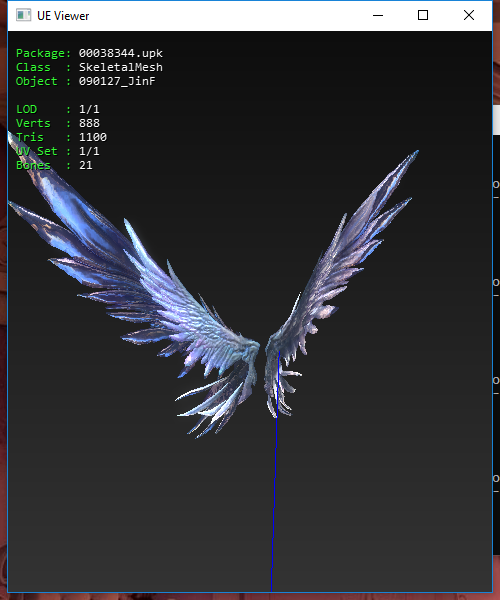 UE Viewer
Package: 00038344.upk
Class : SkeletalMesh
Object : 090127_JinF
LOD : 1/1
Verts : 888
Tris : 1100
UV Set : 1/1
Bones : 21